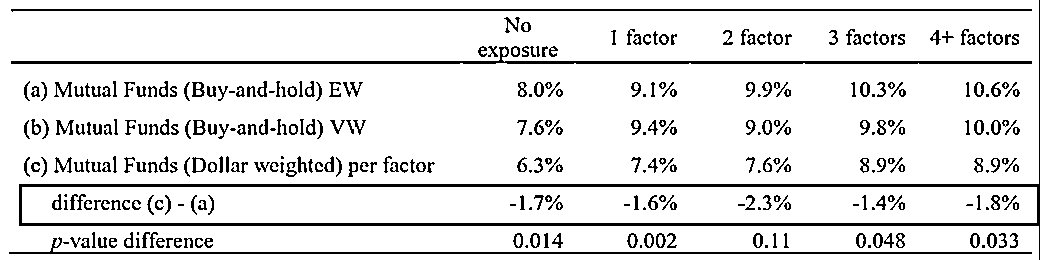 No exposure 1 factor 2 factor 3 factors 4+ factors
(a) Mutual Funds (Buy-and-hold) EW 8.0% 9.1% 9.9% 10.3% 10.6%
(b) Mutual Funds (Buy-and-hold) VW 7.6% 9.4% 9.0% 9.8% 10.0%
(c) Mutual Funds (Dollar weighted) per factor 6.3% 7.4% 7.6% 8.9% 8.9%
difference (c) - (a) -1.7% -1.6% -2.3% -1.4% -1.8%
p-value difference 0.014 0.002 0.11 0.048 0.033